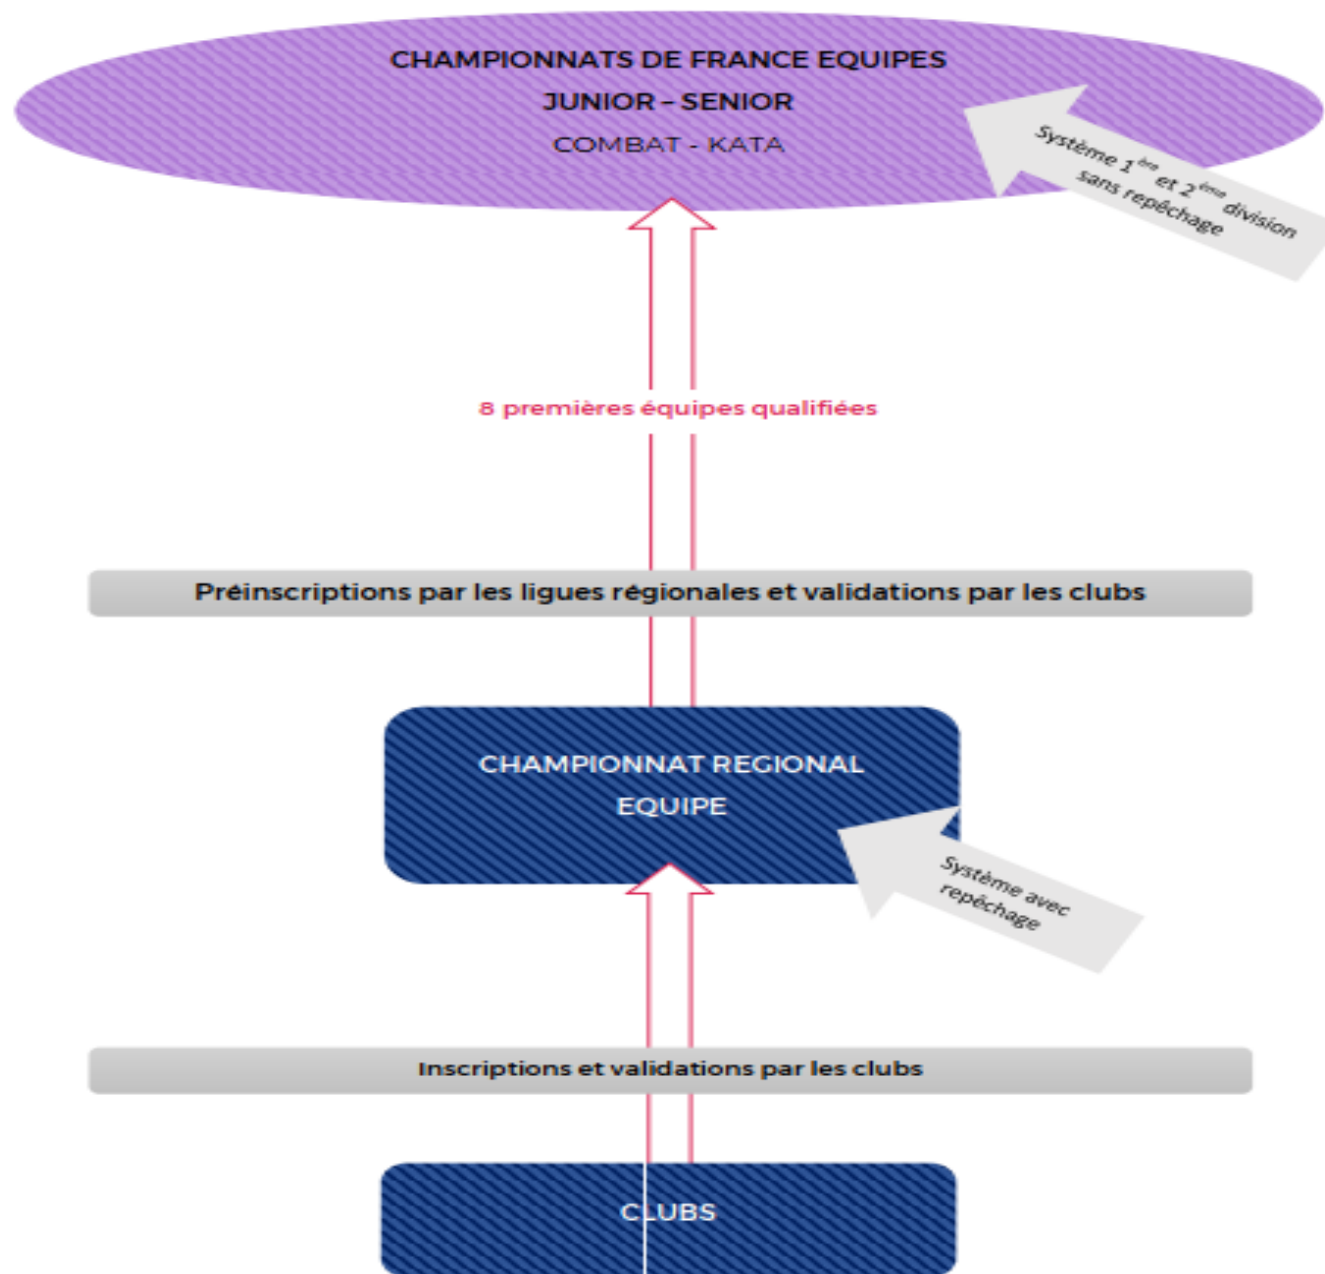 CHAMPIONNATS DE FRANCE EQUIPES
JUNIOR – SENIOR
COMBAT - KATA
Système 1ère et 2ème division
sans repêchage
8 premières équipes qualifiées
Préinscriptions par les ligues régionales et validations par les clubs
CHAMPIONNAT REGIONAL
EQUIPE
Système avec
repêchage
Inscriptions et validations par les clubs
CLUBS